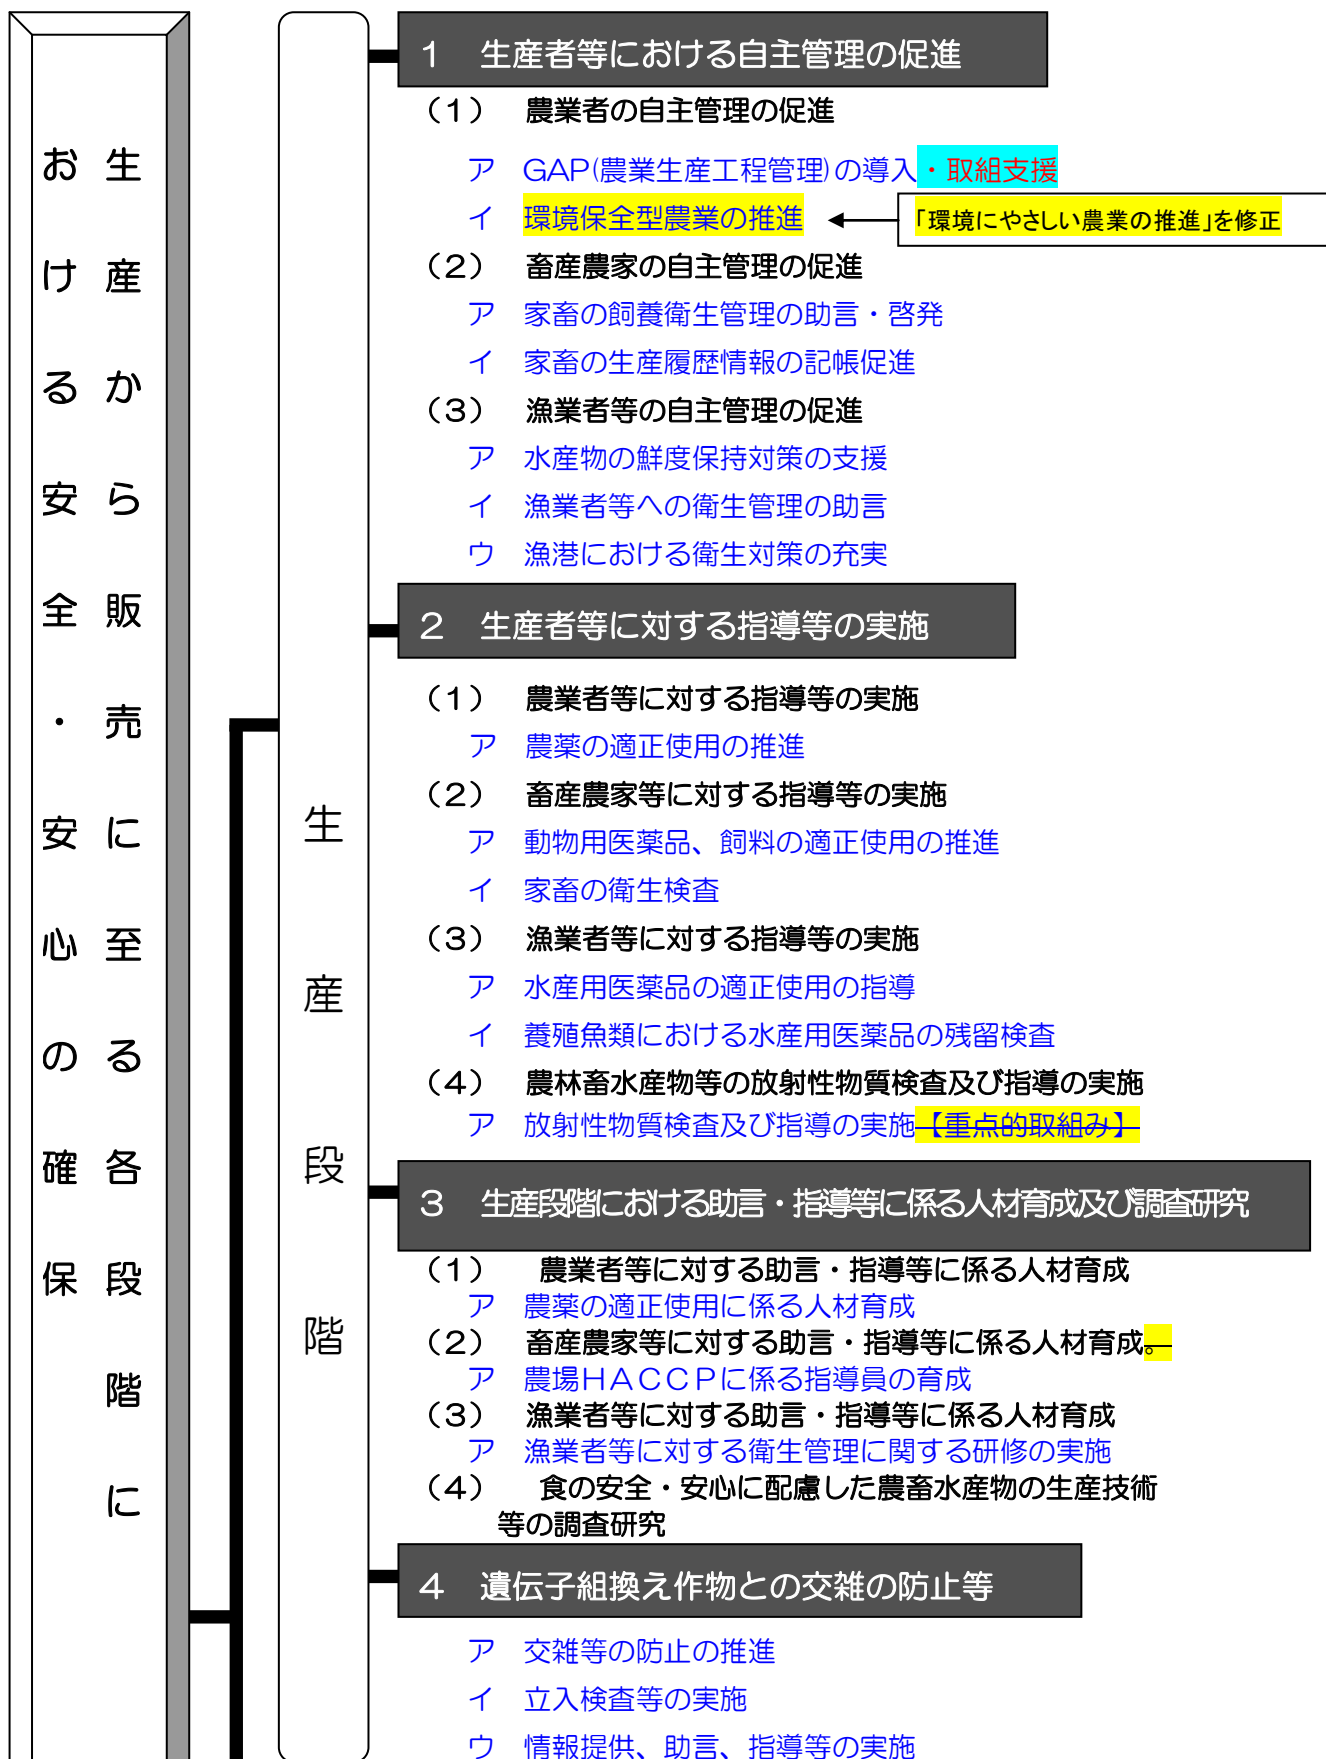 生産から販売に至る各段階に
おける安全・安心の確保
生産段階
１　生産者等における自主管理の促進
（１）　農業者の自主管理の促進
ア　GAP(農業生産工程管理)の導入・取組支援
イ　環境保全型農業の推進
「環境にやさしい農業の推進」を修正
（２）　畜産農家の自主管理の促進
ア　家畜の飼養衛生管理の助言・啓発
イ　家畜の生産履歴情報の記帳促進
（３）　漁業者等の自主管理の促進
ア　水産物の鮮度保持対策の支援
イ　漁業者等への衛生管理の助言
ウ　漁港における衛生対策の充実
２　生産者等に対する指導等の実施
（１）　農業者等に対する指導等の実施
ア　農薬の適正使用の推進
（２）　畜産農家等に対する指導等の実施
ア　動物用医薬品、飼料の適正使用の推進
イ　家畜の衛生検査
（３）　漁業者等に対する指導等の実施
ア　水産用医薬品の適正使用の指導
イ　養殖魚類における水産用医薬品の残留検査
（４）　農林畜水産物等の放射性物質検査及び指導の実施
ア　放射性物質検査及び指導の実施【重点的取組み】
３　生産段階における助言・指導等に係る人材育成及び調査研究
（１）　農業者等に対する助言・指導等に係る人材育成
ア　農薬の適正使用に係る人材育成
（２）　畜産農家等に対する助言・指導等に係る人材育成。
ア　農場ＨＡＣＣＰに係る指導員の育成
（３）　漁業者等に対する助言・指導等に係る人材育成
ア　漁業者等に対する衛生管理に関する研修の実施
（４）　食の安全・安心に配慮した農畜水産物の生産技術
等の調査研究
４　遺伝子組換え作物との交雑の防止等
ア　交雑等の防止の推進
イ　立入検査等の実施
ウ　情報提供、助言、指導等の実施